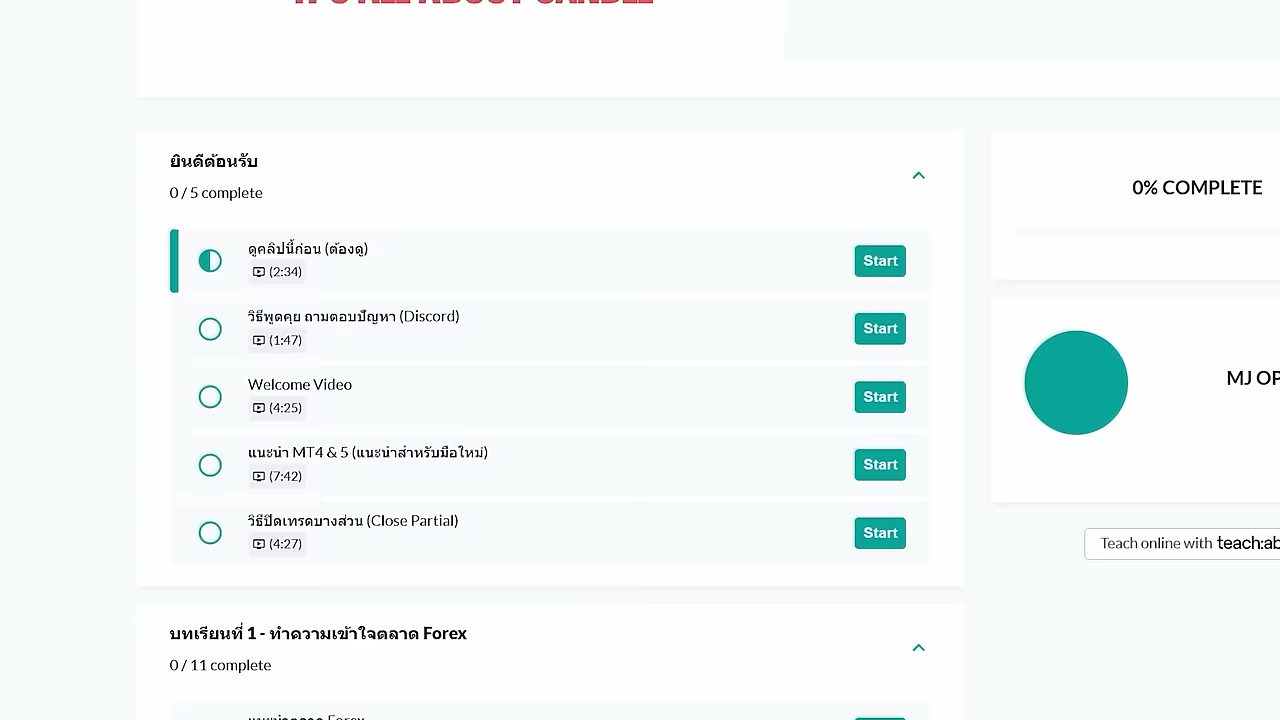 ยินดีต้อนรับ
0 / 5 complete
ดูคลิปนี้ก่อน (ต้องดู)
(2:34)
Start
วิธีพูดคุย ถามตอบปัญหา (Discord)
(1:47)
Start
Welcome Video
(4:25)
Start
แนะนำ MT4 & 5 (แนะนำสำหรับมือใหม่)
(7:42)
Start
วิธีปิดเทรดบางส่วน (Close Partial)
(4:27)
Start
บทเรียนที่ 1 - ทำความเข้าใจตลาด Forex
0 / 11 complete
0% COMPLETE
MJ
Teach online with